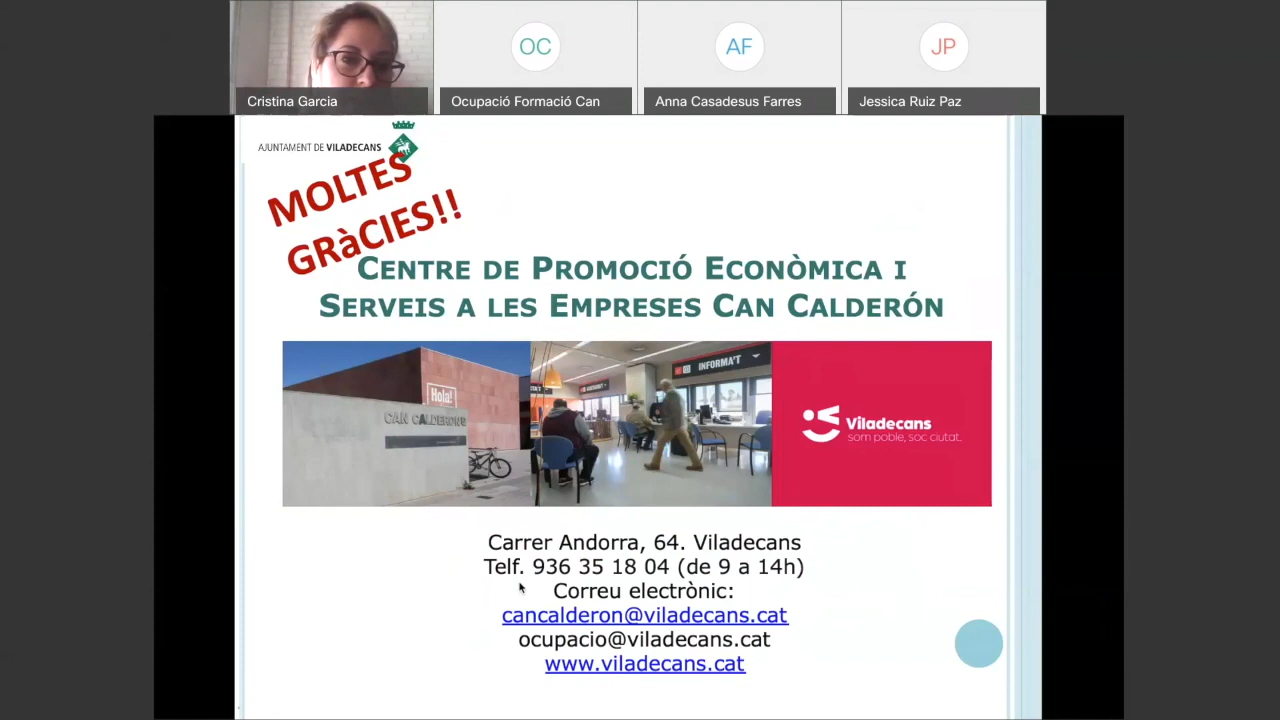 Cristina Garcia
OC
Ocupació Formació Can
AF
Anna Casadesus Farres
JP
Jessica Ruiz Paz
AJUNTAMENT DE VILADECANS
MOLTES
GRàCIES!!
CENTRE DE PROMOCIÓ ECONÒMICA I
SERVEIS A LES EMPRESES CAN CALDERÓN
Hola!
CAN CALDERONS
INFORMA'T
Viladecans
som poble, soc ciutat.
Carrer Andorra, 64. Viladecans
Telf. 936 35 18 04 (de 9 a 14h)
Correu electrònic:
cancalderon@viladecans.cat
ocupacio@viladecans.cat
www.viladecans.cat